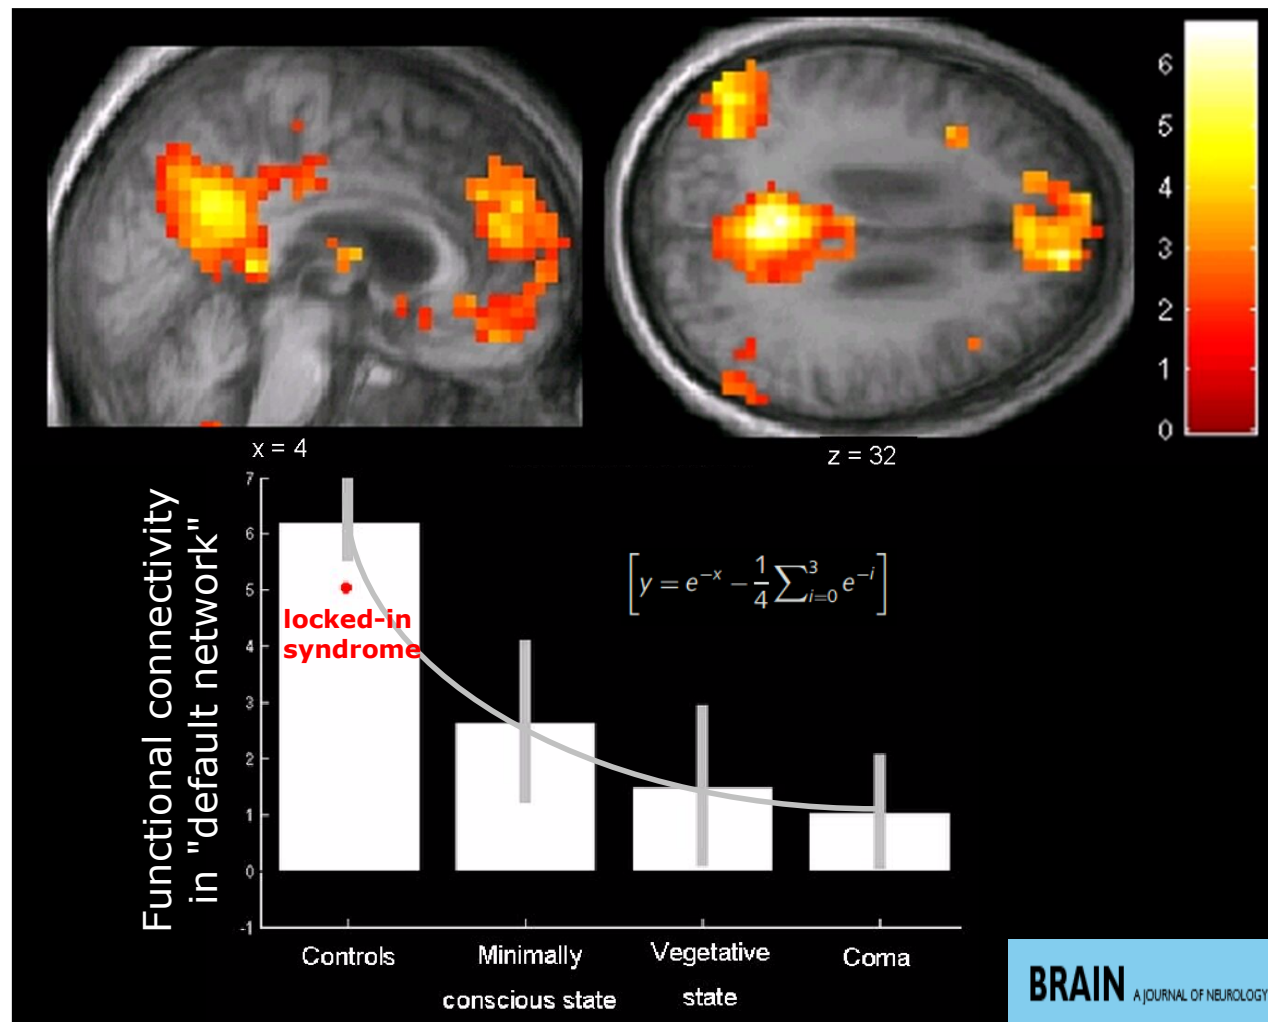 6
5
4
3
2
1
0
x = 4
z = 32
Functional connectivity
in "default network"
7
6
5
4
3
2
1
0
-1
locked-in
syndrome
[y = e^{-x} - \frac{1}{4}\sum_{i=0}^{3} e^{-i}]
Controls
Minimally
conscious state
Vegetative
state
Coma
BRAIN A JOURNAL OF NEUROLOGY